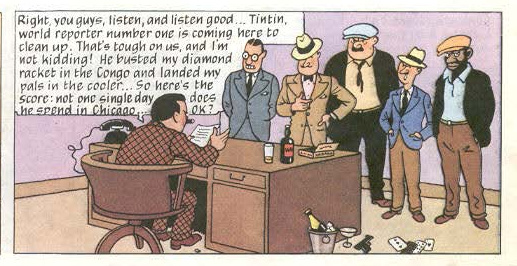 Right, you guys, listen, and listen good... Tintin,
world reporter number one is coming here to
clean up. That's tough on us, and I'm
not kidding! He busted my diamond
racket in the Congo and landed my
pals in the cooler... So here's the
score: not one single day does
he spend in Chicago... ok?